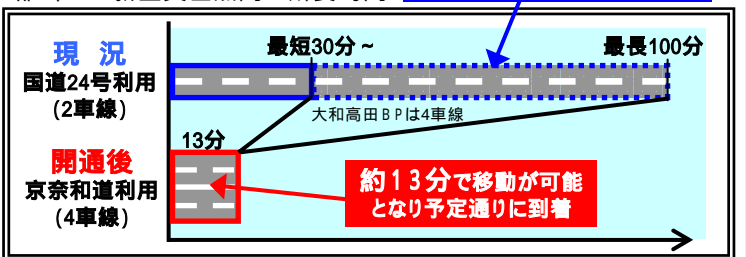 現 況
国道24号利用
(2車線)
最短30分~
最長100分
大和高田BPは4車線
開通後
京奈和道利用
(4車線)
13分
約13分で移動が可能
となり予定通りに到着